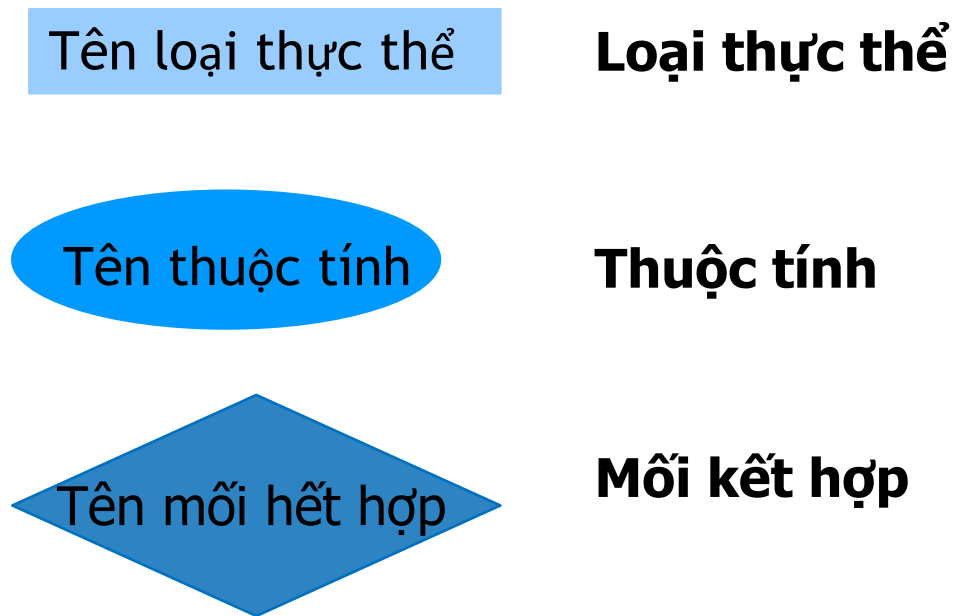 Tên loại thực thể
Loại thực thể
Tên thuộc tính
Thuộc tính
Tên mối hết hợp
Mối kết hợp